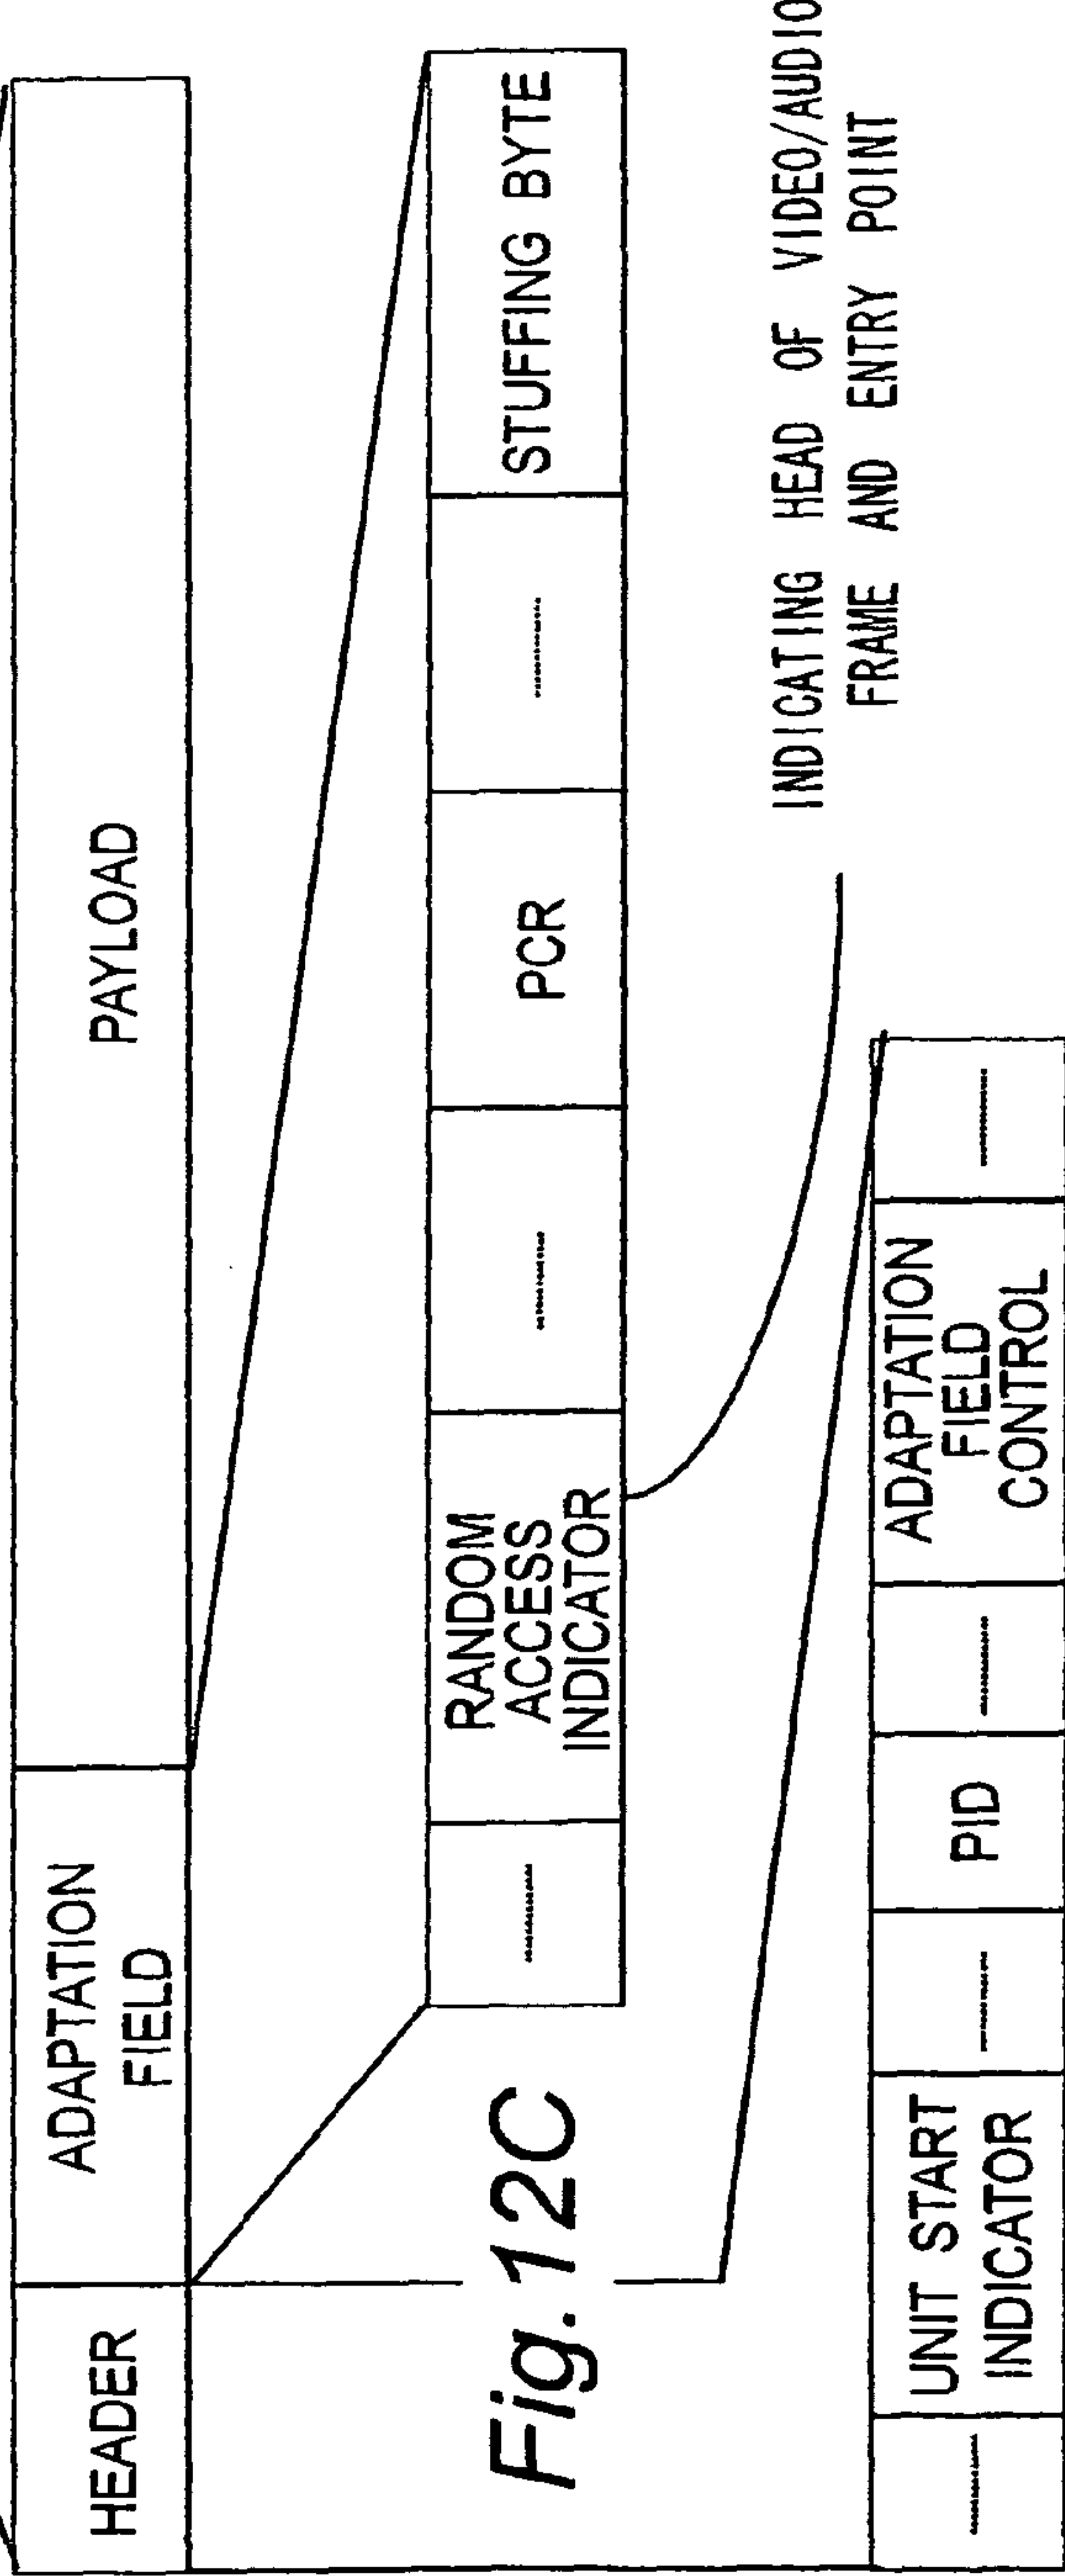 HEADER
ADAPTATION
FIELD
PAYLOAD
Fig. 12C
RANDOM
ACCESS
INDICATOR
PCR
STUFFING BYTE
INDICATING HEAD OF VIDEO/AUDIO
FRAME AND ENTRY POINT
UNIT START
INDICATOR
PID
ADAPTATION
FIELD
CONTROL